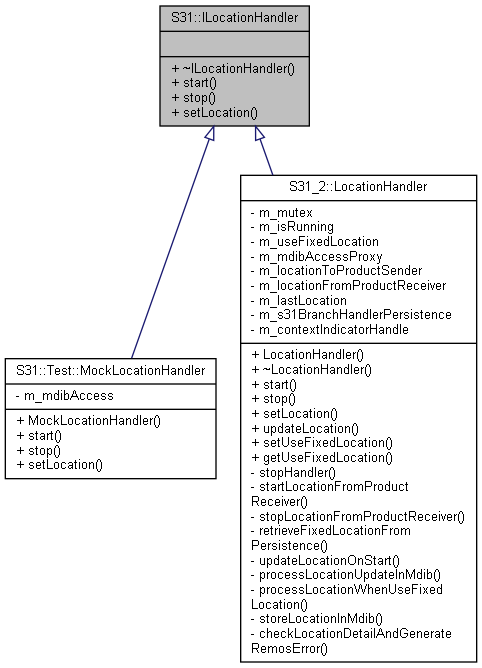 S31::ILocationHandler
+ ~ILocationHandler()
+ start()
+ stop()
+ setLocation()
S31_2::LocationHandler
- m_mutex
- m_isRunning
- m_useFixedLocation
- m_mdibAccessProxy
- m_locationToProductSender
- m_locationFromProductReceiver
- m_lastLocation
- m_s31BranchHandlerPersistence
- m_contextIndicatorHandle
+ LocationHandler()
+ ~LocationHandler()
+ start()
+ stop()
+ setLocation()
+ updateLocation()
+ setUseFixedLocation()
+ getUseFixedLocation()
- stopHandler()
- startLocationFromProduct
Receiver()
- stopLocationFromProductReceiver()
- retrieveFixedLocationFrom
Persistence()
- updateLocationOnStart()
- processLocationUpdateInMdib()
- processLocationWhenUseFixed
Location()
- storeLocationInMdib()
- checkLocationDetailAndGenerate
RemosError()
S31::Test::MockLocationHandler
- m_mdibAccess
+ MockLocationHandler()
+ start()
+ stop()
+ setLocation()